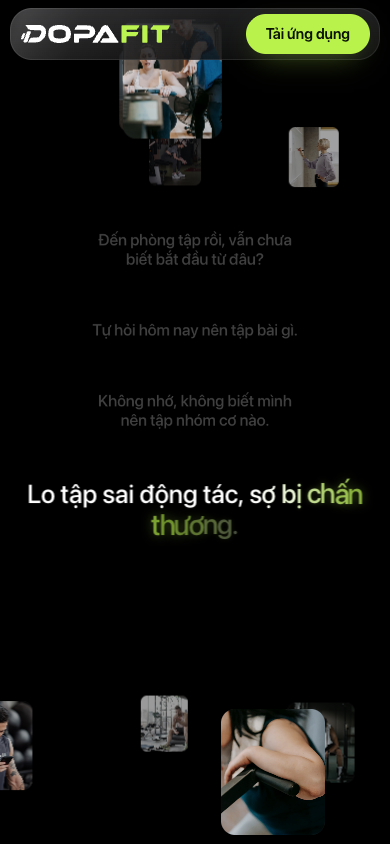 DOPAFIT
Tải ứng dụng
Đến phòng tập rồi, vẫn chưa
biết bắt đầu từ đâu?
Tự hỏi hôm nay nên tập bài gì.
Không nhớ, không biết mình
nên tập nhóm cơ nào.
Lo tập sai động tác, sợ bị chấn
thương.